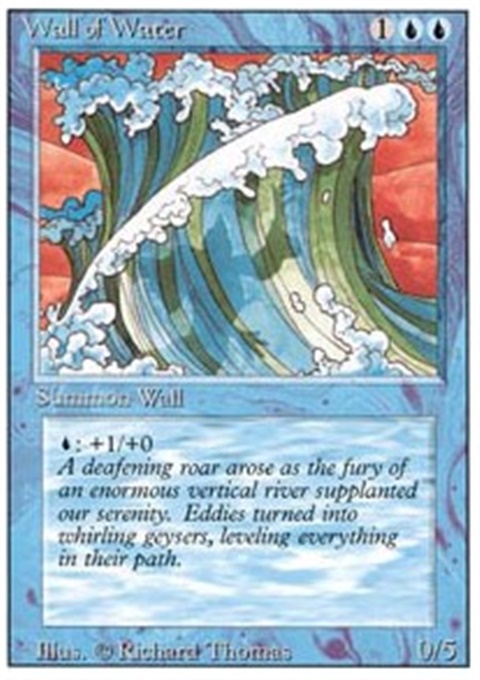 Wall of Water 1
Summon Wall
: +1/+0
A deafening roar arose as the fury of
an enormous vertical river supplanted
our serenity. Eddies turned into
whirling geysers, leveling everything
in their path.
Illus. © Richard Thomas 0/5